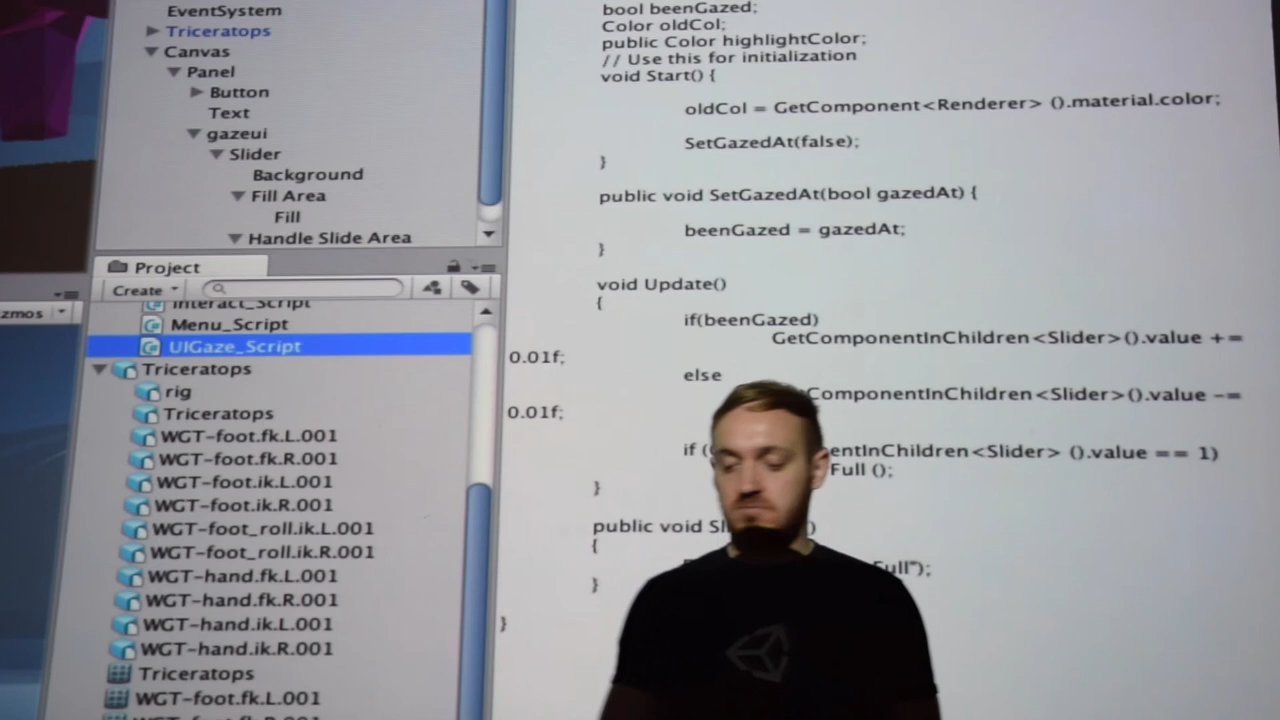 EventSystem
Triceratops
Canvas
Panel
Button
Text
gazeui
Slider
Background
Fill Area
Fill
Handle Slide Area
Project
Create
zmos
Interact_Script
Menu_Script
UIGaze_Script
Triceratops
rig
Triceratops
WGT-foot.fk.L.001
WGT-foot.fk.R.001
WGT-foot.ik.L.001
WGT-foot.ik.R.001
WGT-foot_roll.ik.L.001
WGT-foot_roll.ik.R.001
WGT-hand.fk.L.001
WGT-hand.fk.R.001
WGT-hand.ik.L.001
WGT-hand.ik.R.001
Triceratops
WGT-foot.fk.L.001
bool beenGazed;
Color oldCol;
public Color highlightColor;
// Use this for initialization
void Start() {
oldCol = GetComponent<Renderer> ().material.color;
SetGazedAt(false);
}
public void SetGazedAt(bool gazedAt) {
beenGazed = gazedAt;
}
void Update()
{
if(beenGazed)
GetComponentInChildren<Slider>().value +=
0.01f;
else
ComponentInChildren<Slider>().value -=
0.01f;
if ( entInChildren<Slider> ().value == 1)
Full ();
}
public void Sl )
{
Full");
}
}